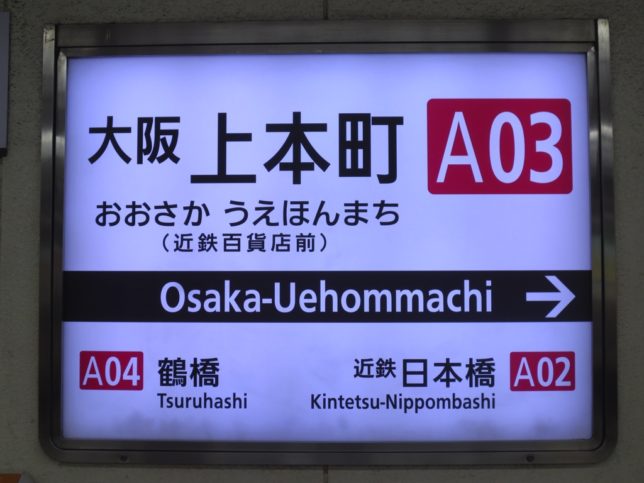 大阪 上本町 A03
おおさか うえほんまち
(近鉄百貨店前)
Osaka-Uehommachi →
A04 鶴橋 近鉄 日本橋 A02
Tsuruhashi Kintetsu-Nippombashi